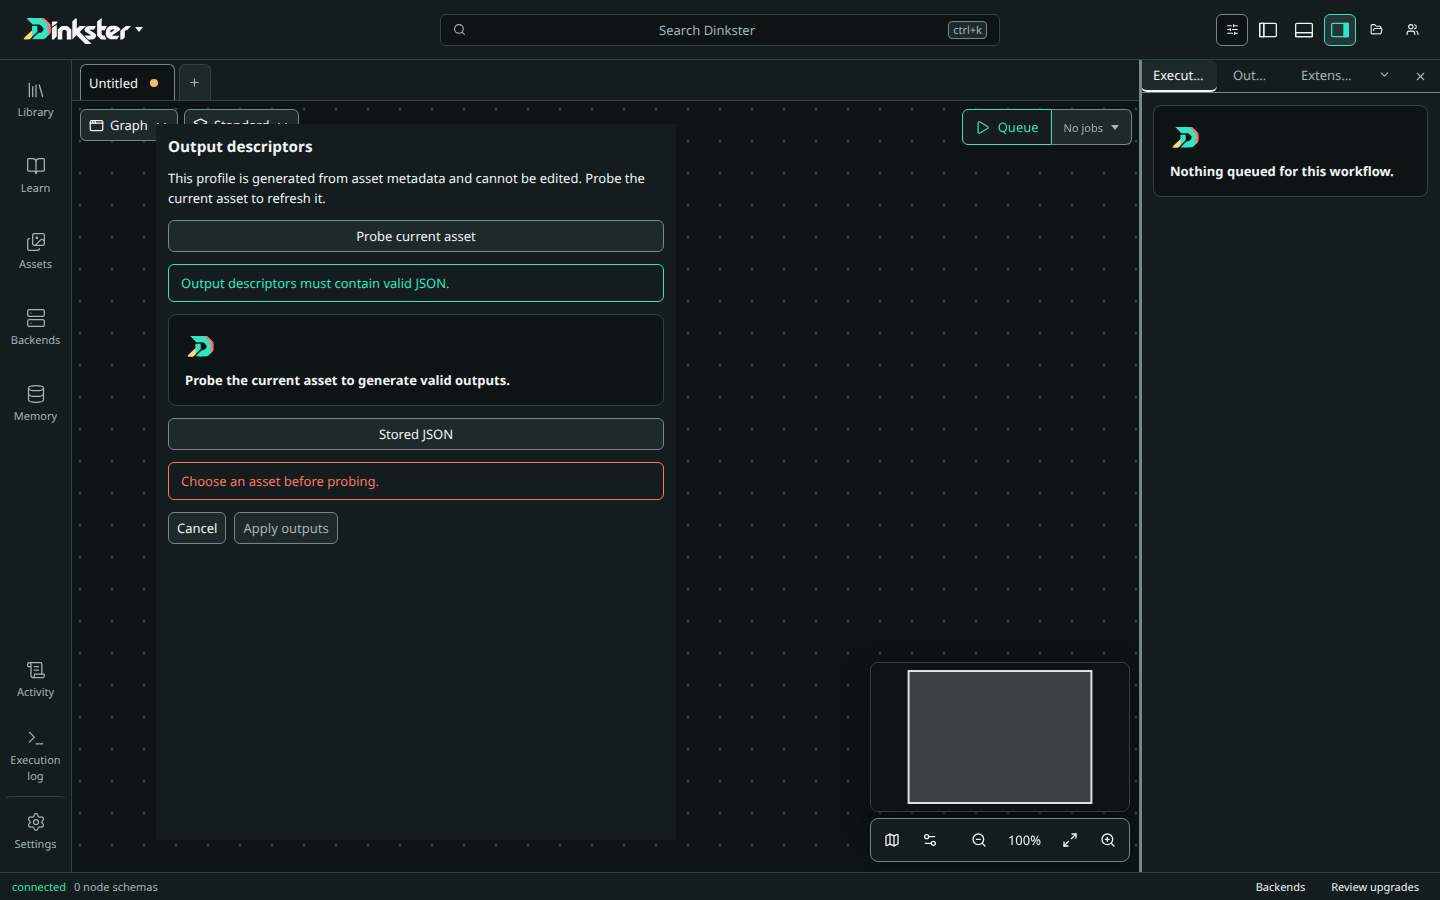 Dinkster
Search Dinkster
ctrl+k
Untitled
+
Library
Learn
Assets
Backends
Memory
Activity
Execution
log
Settings
Graph
Standard
Output descriptors
This profile is generated from asset metadata and cannot be edited. Probe the
current asset to refresh it.
Probe current asset
Output descriptors must contain valid JSON.
Probe the current asset to generate valid outputs.
Stored JSON
Choose an asset before probing.
Cancel
Apply outputs
Queue
No jobs
100%
Execut...
Out...
Extens...
Nothing queued for this workflow.
connected
0 node schemas
Backends
Review upgrades